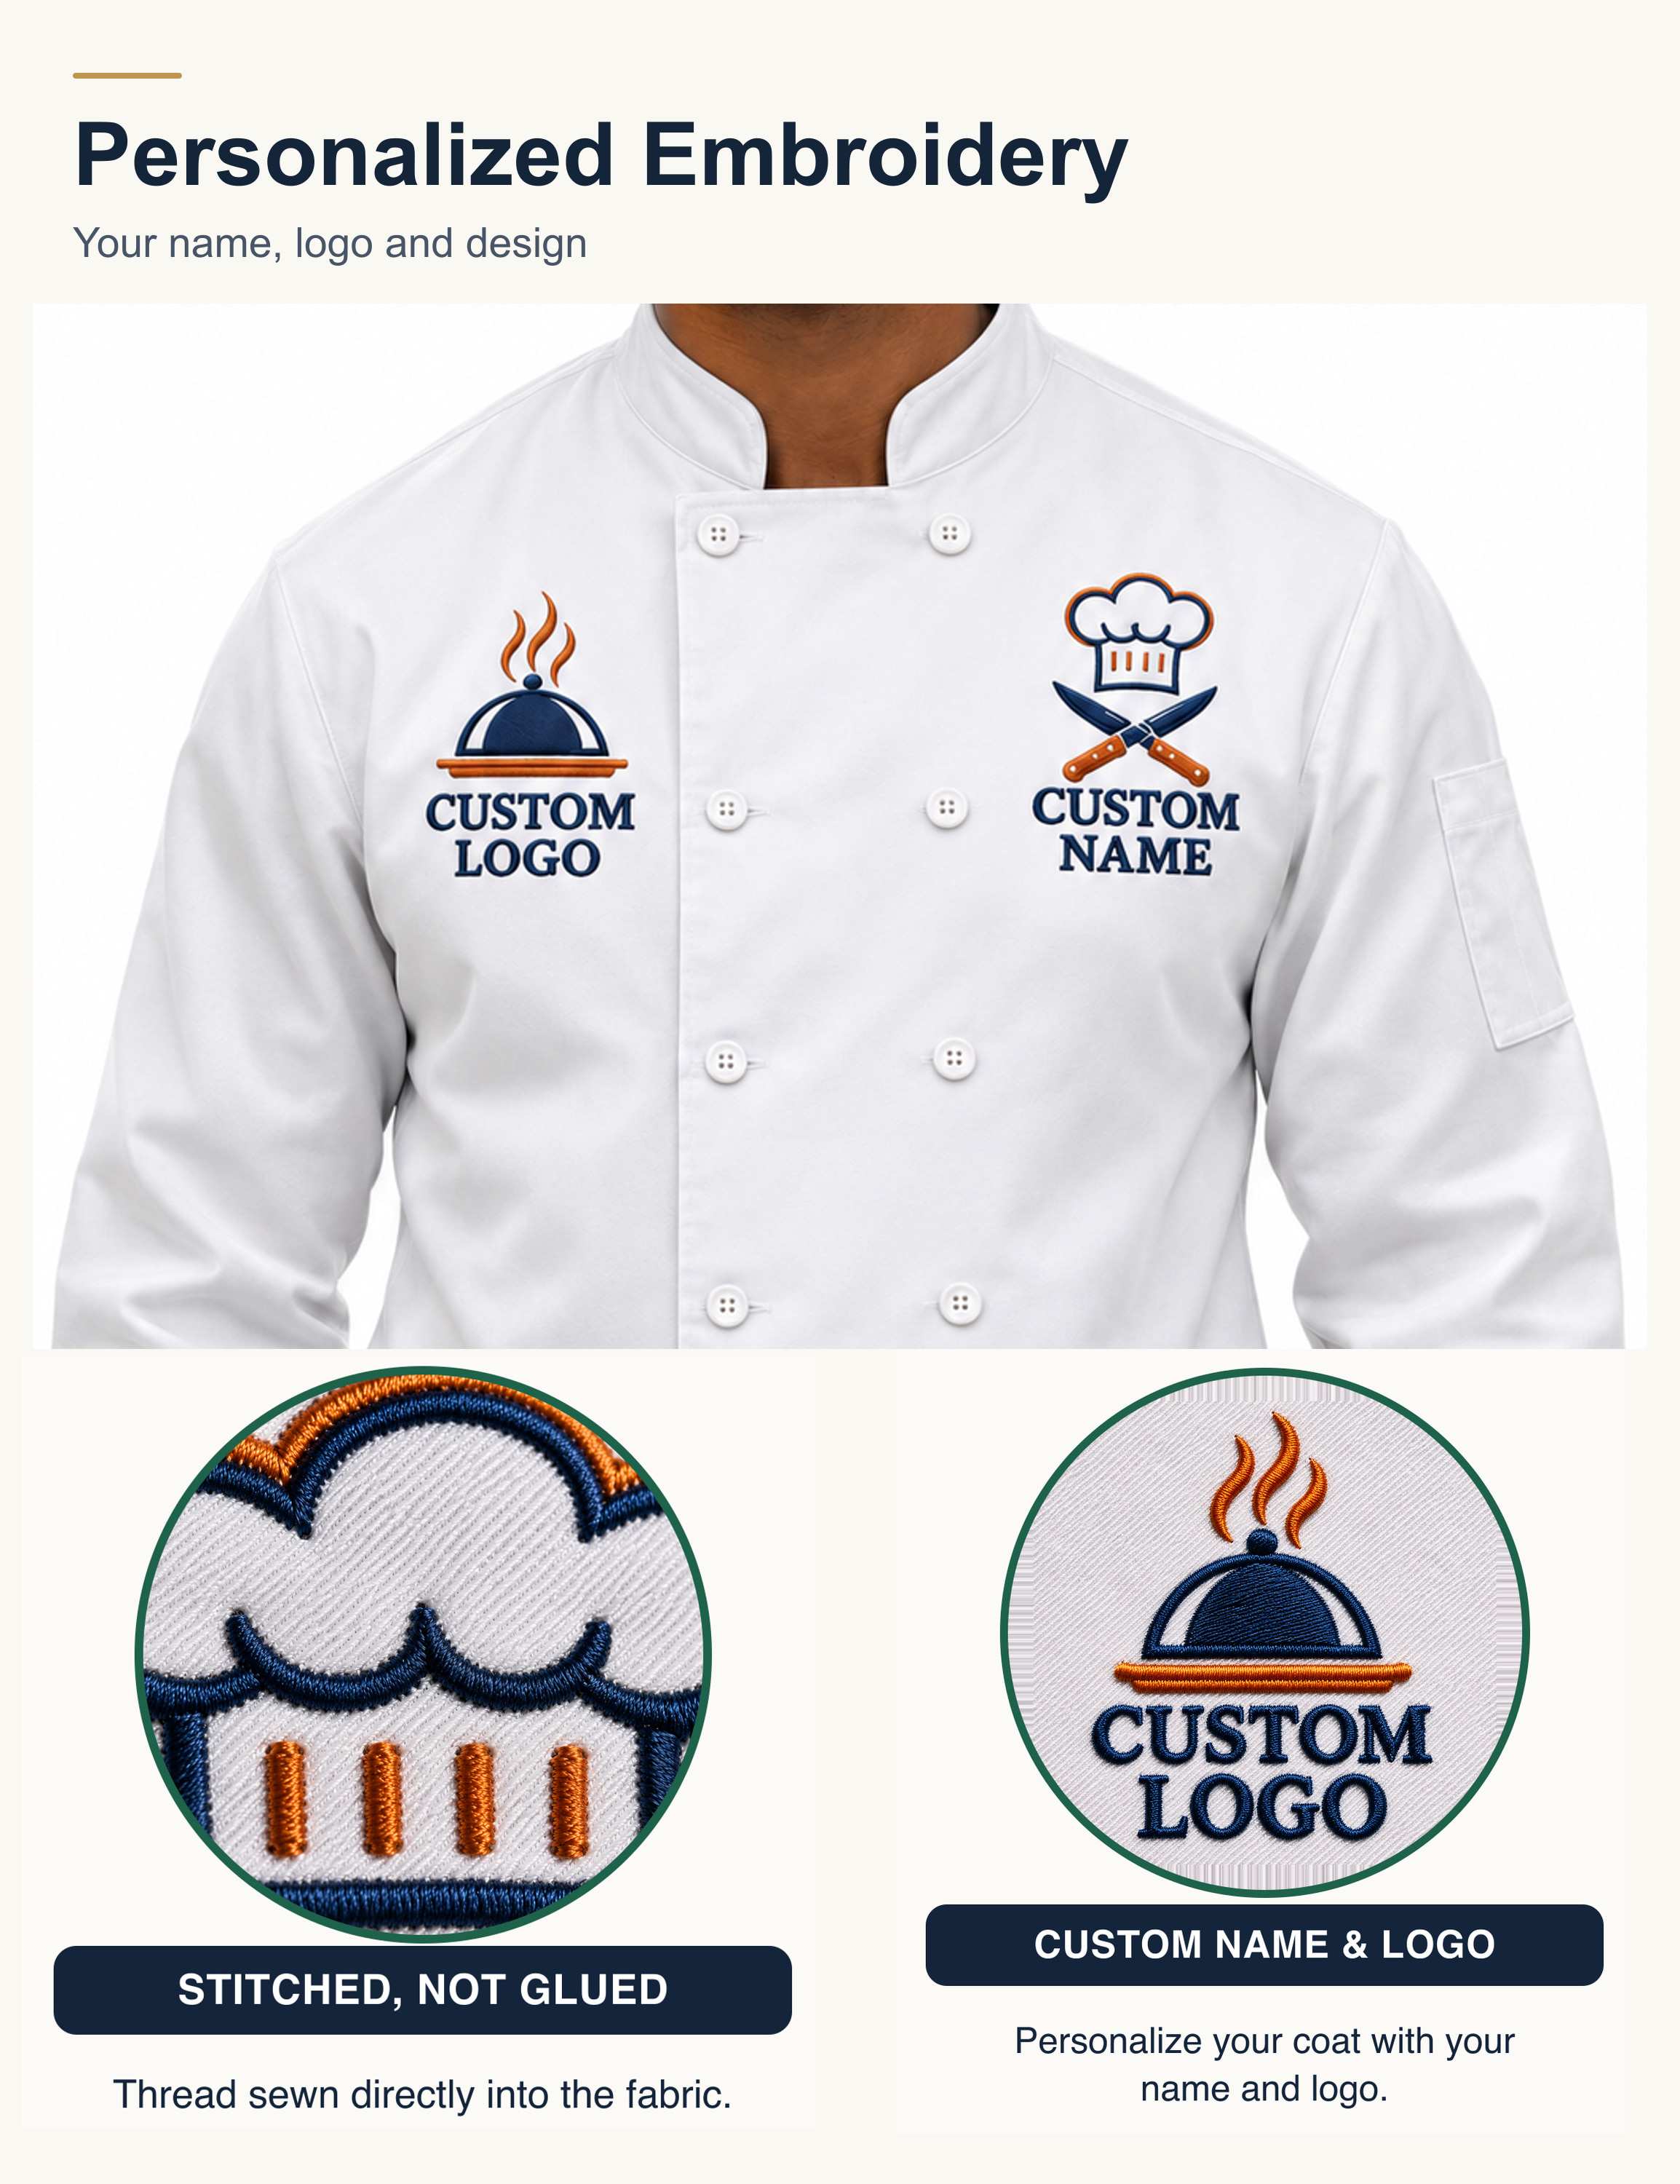 Personalized Embroidery
Your name, logo and design
CUSTOM
LOGO
CUSTOM
NAME
CUSTOM
LOGO
STITCHED, NOT GLUED
Thread sewn directly into the fabric.
CUSTOM NAME & LOGO
Personalize your coat with your
name and logo.